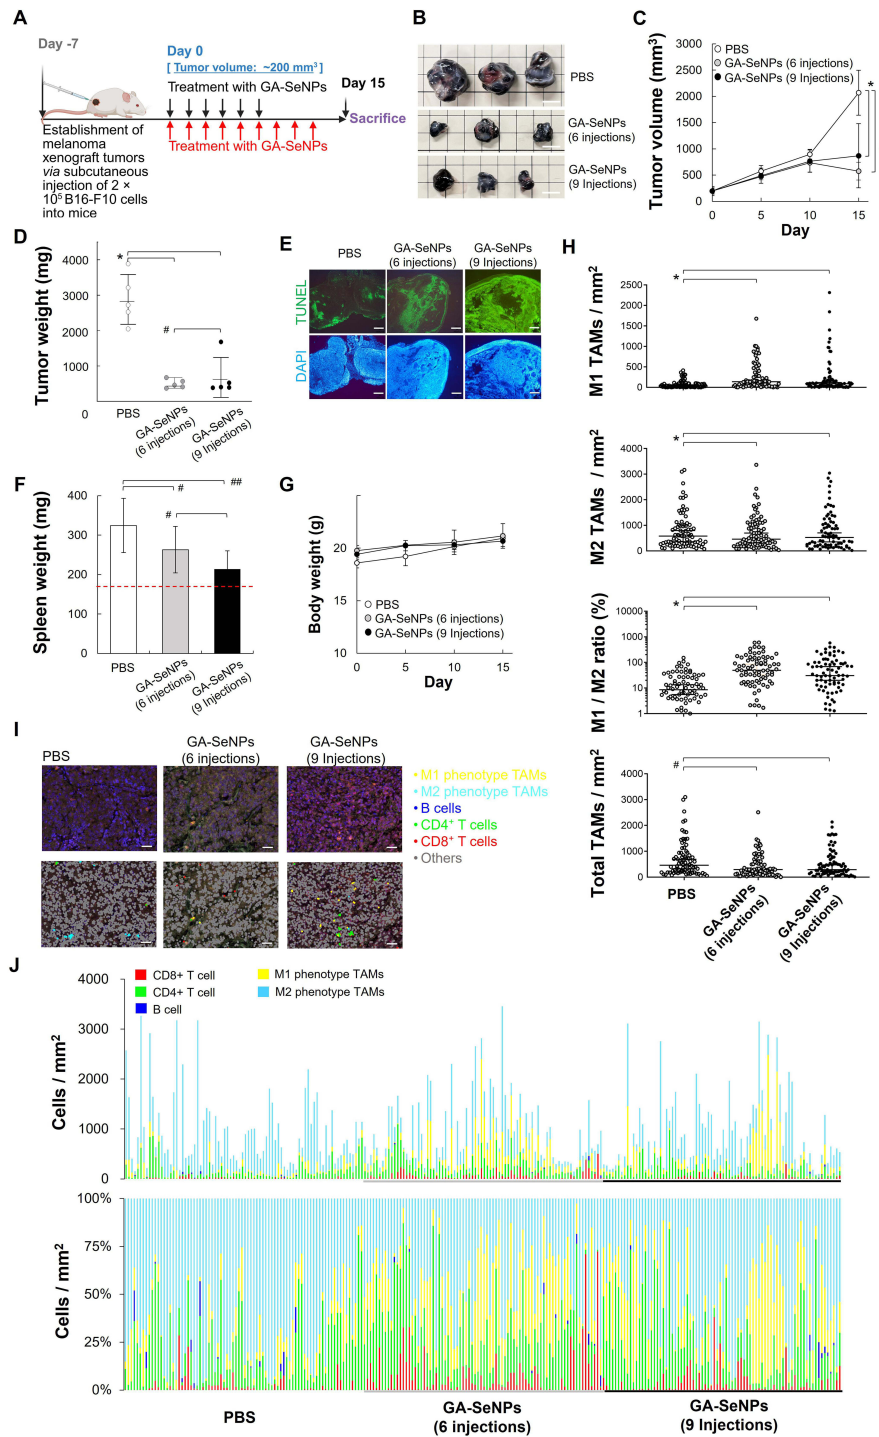 A
Day -7
Day 0
[ Tumor volume: ~200 mm³ ]
Treatment with GA-SeNPs
Day 15
Sacrifice
Treatment with GA-SeNPs
Establishment of
melanoma
xenograft tumors
via subcutaneous
injection of 2 ×
10⁵ B16-F10 cells
into mice
B
PBS
GA-SeNPs
(6 injections)
GA-SeNPs
(9 Injections)
C
Tumor volume (mm³)
3000
2500
2000
1500
1000
500
0
PBS
GA-SeNPs (6 injections)
GA-SeNPs (9 Injections)
*
0
5
10
15
Day
D
Tumor weight (mg)
4000
3000
2000
1000
0
*
#
PBS
GA-SeNPs
(6 injections)
GA-SeNPs
(9 Injections)
E
PBS
GA-SeNPs
(6 injections)
GA-SeNPs
(9 Injections)
TUNEL
DAPI
F
Spleen weight (mg)
400
300
200
100
0
#
##
#
PBS
GA-SeNPs
(6 injections)
GA-SeNPs
(9 Injections)
G
Body weight (g)
20
15
10
PBS
GA-SeNPs (6 injections)
GA-SeNPs (9 Injections)
0
5
10
15
Day
H
M1 TAMs / mm²
2500
2000
1500
1000
500
0
*
M2 TAMs / mm²
4000
3000
2000
1000
0
*
M1 / M2 ratio (%)
10000
1000
100
10
1
*
Total TAMs / mm²
4000
3000
2000
1000
0
#
PBS
GA-SeNPs
(6 injections)
GA-SeNPs
(9 Injections)
I
PBS
GA-SeNPs
(6 injections)
GA-SeNPs
(9 Injections)
M1 phenotype TAMs
M2 phenotype TAMs
B cells
CD4⁺ T cells
CD8⁺ T cells
Others
J
Cells / mm²
4000
3000
2000
1000
0
CD8+ T cell
CD4+ T cell
B cell
M1 phenotype TAMs
M2 phenotype TAMs
Cells / mm²
100%
75%
50%
25%
0%
PBS
GA-SeNPs
(6 injections)
GA-SeNPs
(9 Injections)